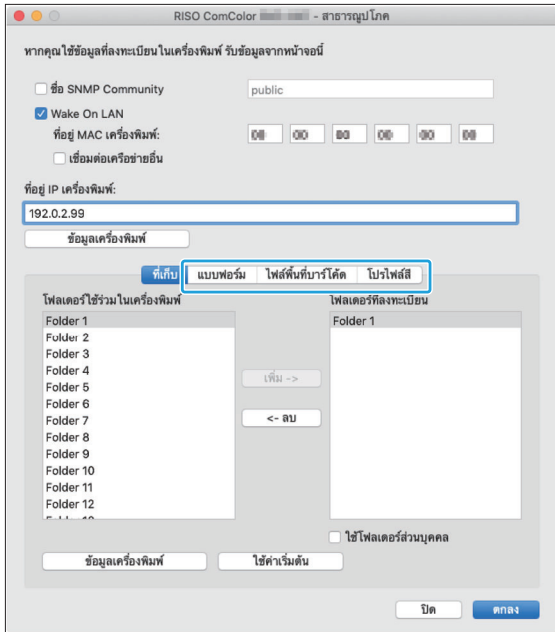 RISO ComColor - สาธารณูปโภค
หากคุณใช้ข้อมูลที่ลงทะเบียนในเครื่องพิมพ์ รับข้อมูลจากหน้าจอนี้
ชื่อ SNMP Community public
Wake On LAN
ที่อยู่ MAC เครื่องพิมพ์:
เชื่อมต่อเครือข่ายอื่น
ที่อยู่ IP เครื่องพิมพ์:
192.0.2.99
ข้อมูลเครื่องพิมพ์
ที่เก็บ แบบฟอร์ม ไฟล์พื้นที่บาร์โค้ด โปรไฟล์สี
โฟลเดอร์ใช้ร่วมในเครื่องพิมพ์ โฟลเดอร์ที่ลงทะเบียน
Folder 1 Folder 1
Folder 2
Folder 3
Folder 4
Folder 5
Folder 6
Folder 7
Folder 8
Folder 9
Folder 10
Folder 11
Folder 12
เพิ่ม ->
<- ลบ
ใช้โฟลเดอร์ส่วนบุคคล
ข้อมูลเครื่องพิมพ์ ใช้ค่าเริ่มต้น
ปิด ตกลง